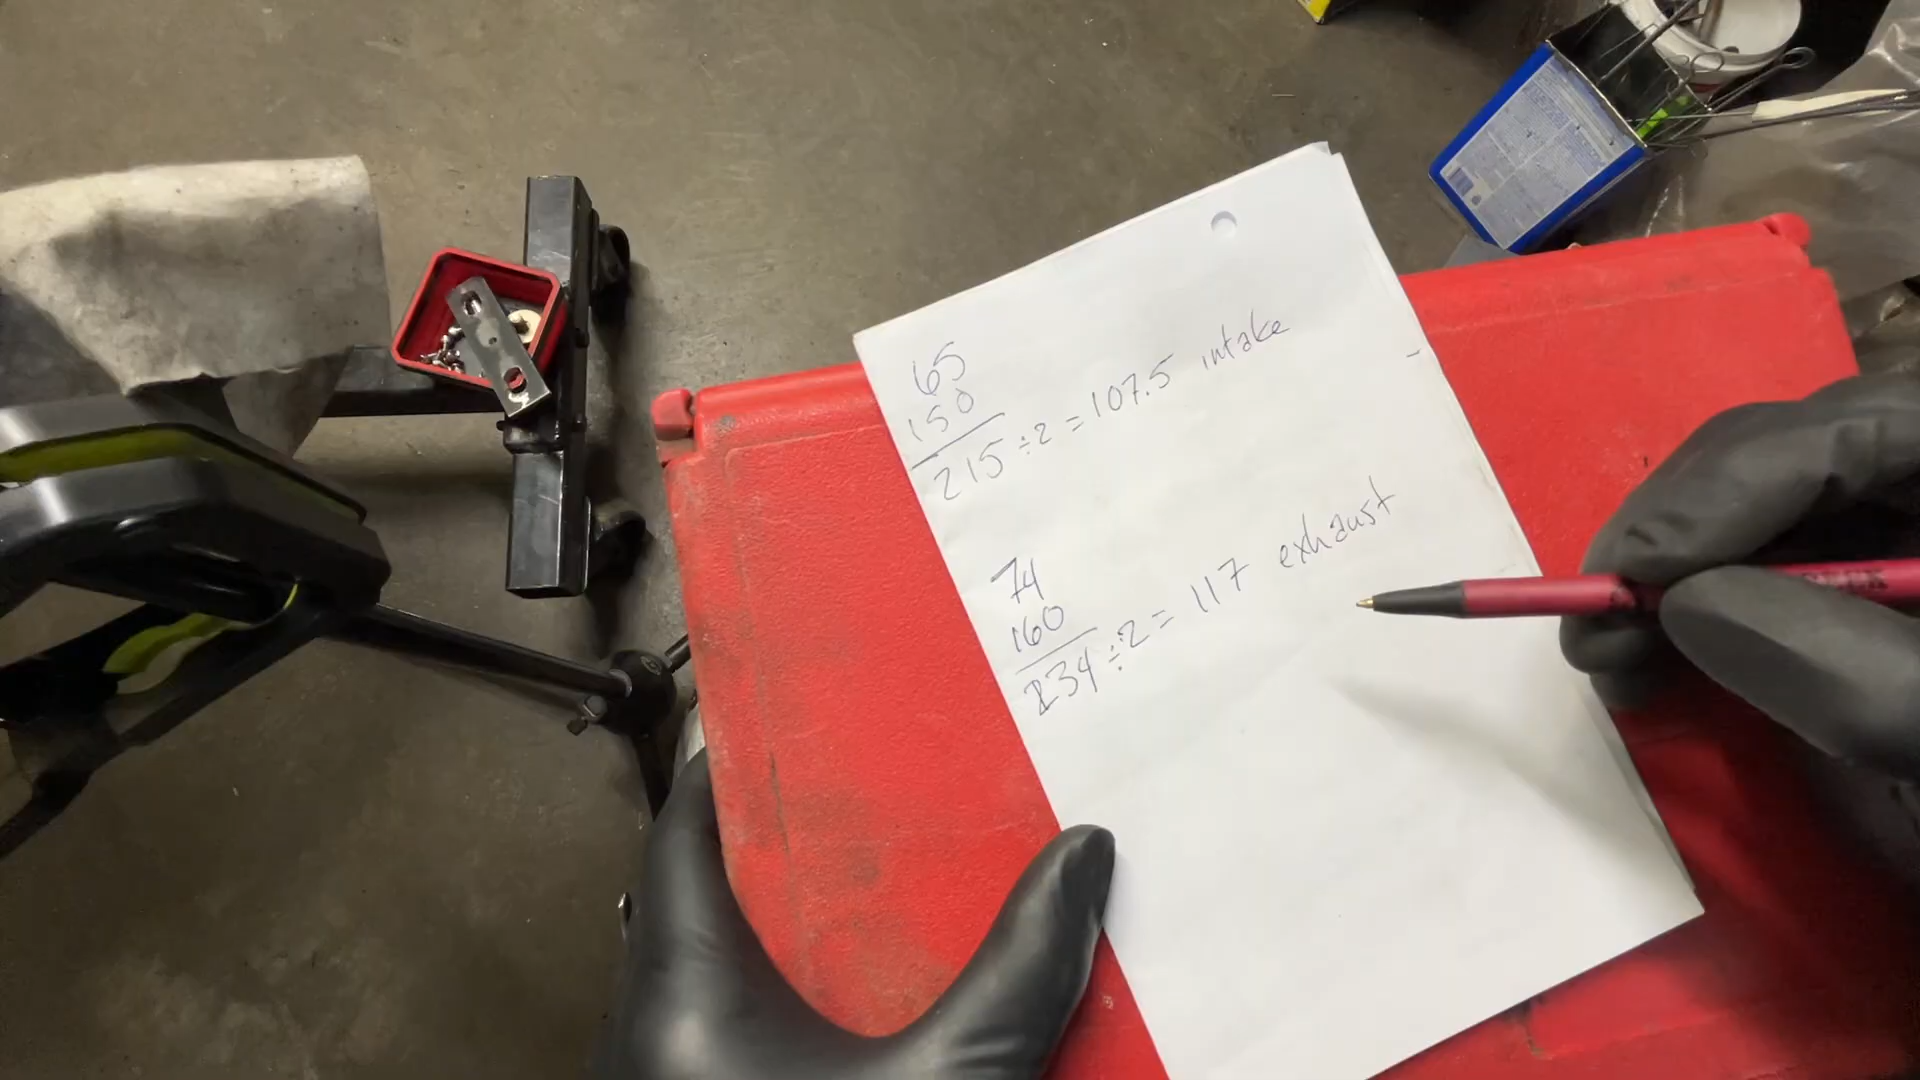 65
150
215 ÷ 2 = 107.5 intake
74
160
234 ÷ 2 = 117 exhaust